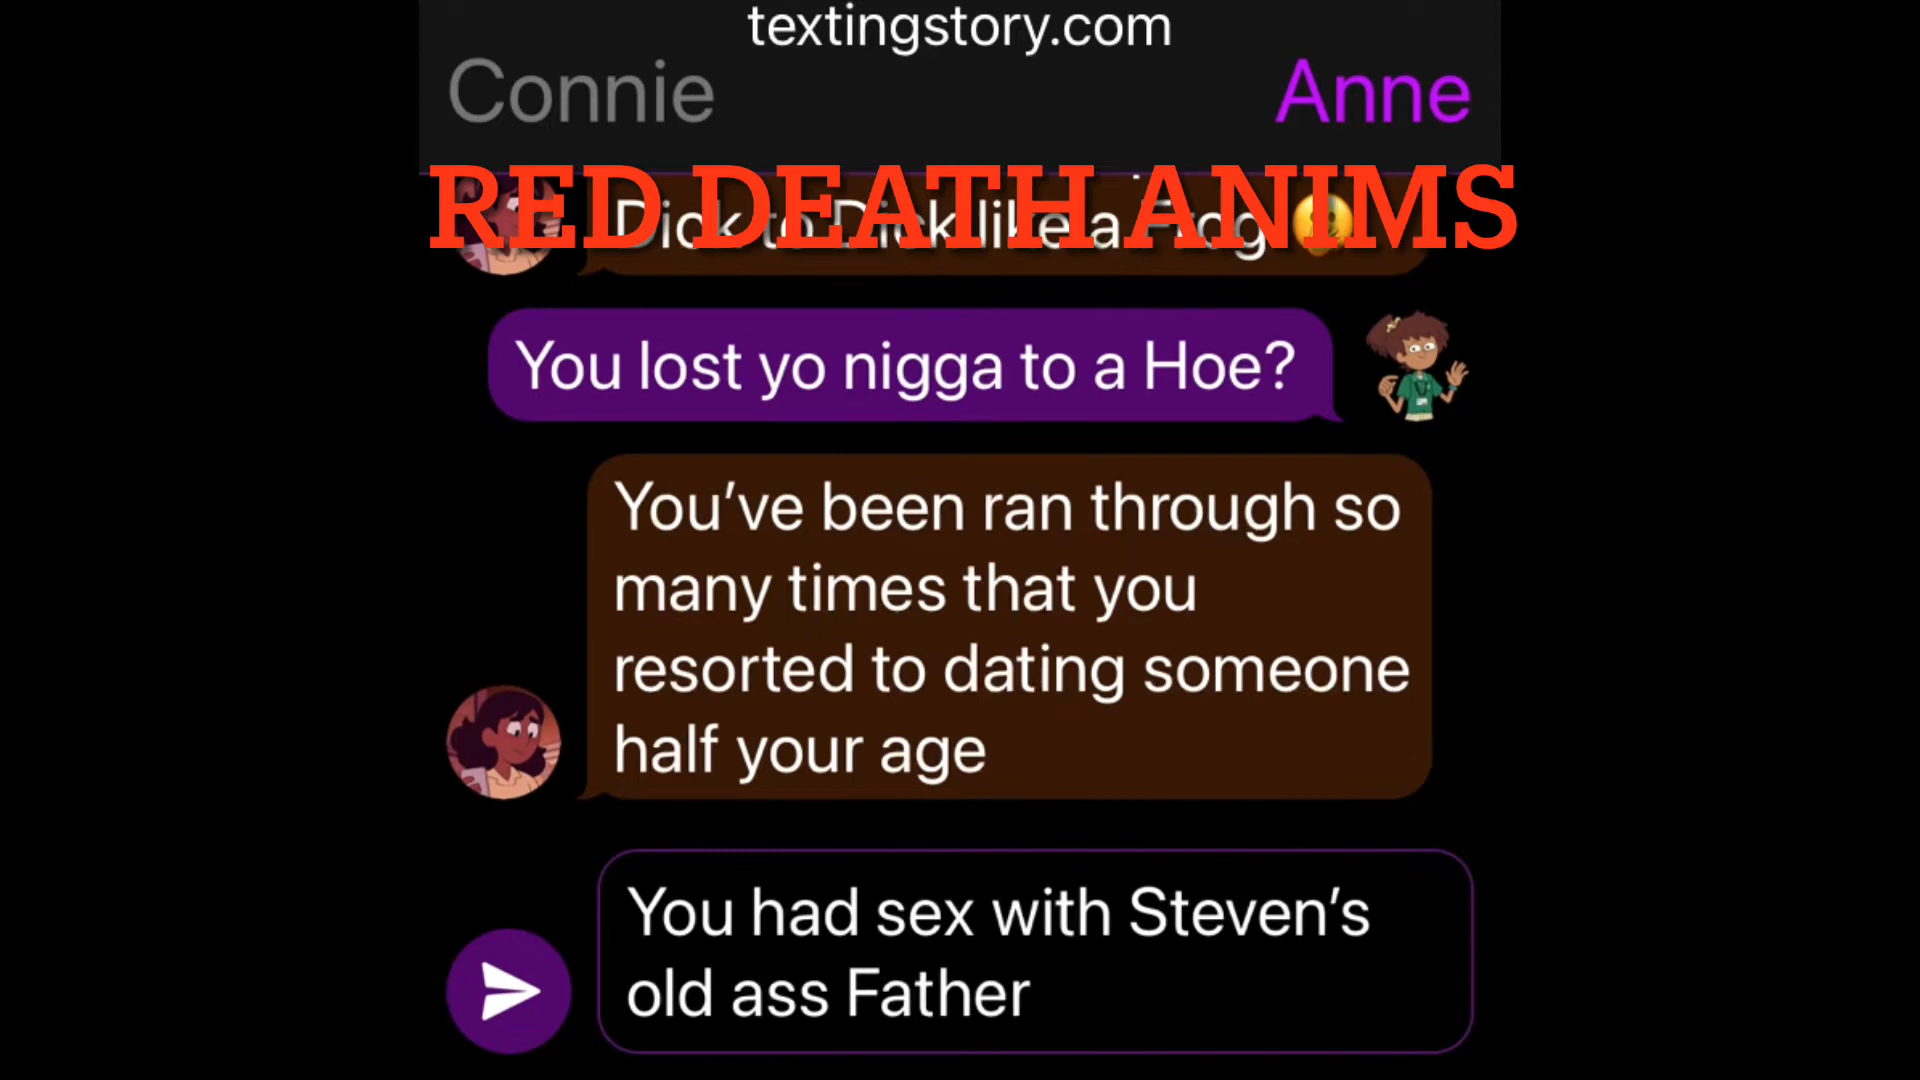 textingstory.com
Connie
Anne
RED DEATH ANIMS
Dick to Dick like a Frog
You lost yo nigga to a Hoe?
You've been ran through so
many times that you
resorted to dating someone
half your age
You had sex with Steven's
old ass Father